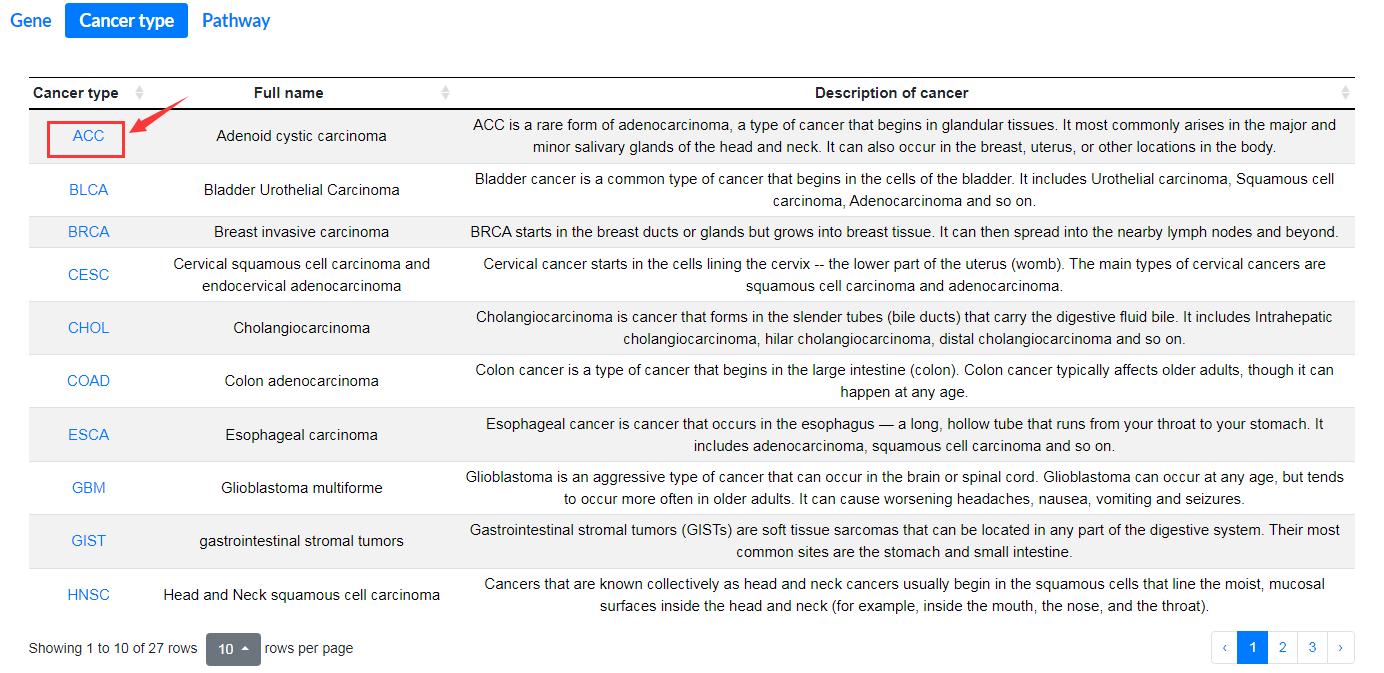 Gene Cancer type Pathway
Cancer type Full name Description of cancer
ACC Adenoid cystic carcinoma ACC is a rare form of adenocarcinoma, a type of cancer that begins in glandular tissues. It most commonly arises in the major and
minor salivary glands of the head and neck. It can also occur in the breast, uterus, or other locations in the body.
BLCA Bladder Urothelial Carcinoma Bladder cancer is a common type of cancer that begins in the cells of the bladder. It includes Urothelial carcinoma, Squamous cell
carcinoma, Adenocarcinoma and so on.
BRCA Breast invasive carcinoma BRCA starts in the breast ducts or glands but grows into breast tissue. It can then spread into the nearby lymph nodes and beyond.
CESC Cervical squamous cell carcinoma and
endocervical adenocarcinoma Cervical cancer starts in the cells lining the cervix -- the lower part of the uterus (womb). The main types of cervical cancers are
squamous cell carcinoma and adenocarcinoma.
CHOL Cholangiocarcinoma Cholangiocarcinoma is cancer that forms in the slender tubes (bile ducts) that carry the digestive fluid bile. It includes Intrahepatic
cholangiocarcinoma, hilar cholangiocarcinoma, distal cholangiocarcinoma and so on.
COAD Colon adenocarcinoma Colon cancer is a type of cancer that begins in the large intestine (colon). Colon cancer typically affects older adults, though it can
happen at any age.
ESCA Esophageal carcinoma Esophageal cancer is cancer that occurs in the esophagus — a long, hollow tube that runs from your throat to your stomach. It
includes adenocarcinoma, squamous cell carcinoma and so on.
GBM Glioblastoma multiforme Glioblastoma is an aggressive type of cancer that can occur in the brain or spinal cord. Glioblastoma can occur at any age, but tends
to occur more often in older adults. It can cause worsening headaches, nausea, vomiting and seizures.
GIST gastrointestinal stromal tumors Gastrointestinal stromal tumors (GISTs) are soft tissue sarcomas that can be located in any part of the digestive system. Their most
common sites are the stomach and small intestine.
HNSC Head and Neck squamous cell carcinoma Cancers that are known collectively as head and neck cancers usually begin in the squamous cells that line the moist, mucosal
surfaces inside the head and neck (for example, inside the mouth, the nose, and the throat).
Showing 1 to 10 of 27 rows 10 rows per page ‹ 1 2 3 ›